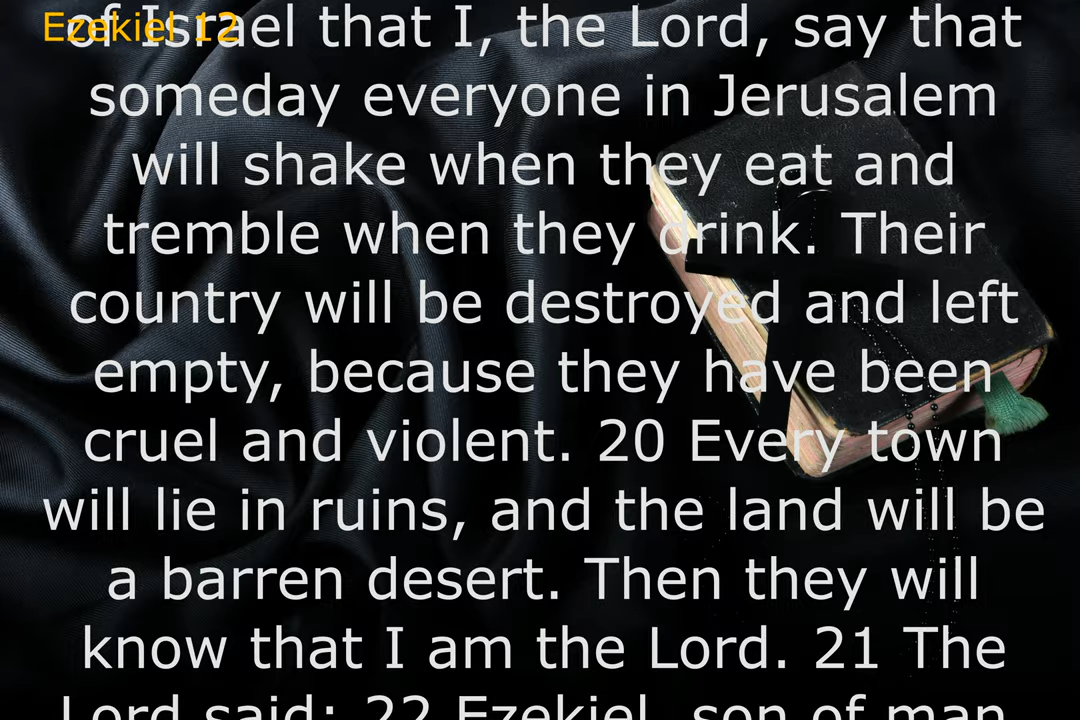 Ezekiel 12
of Israel that I, the Lord, say that
someday everyone in Jerusalem
will shake when they eat and
tremble when they drink. Their
country will be destroyed and left
empty, because they have been
cruel and violent. 20 Every town
will lie in ruins, and the land will be
a barren desert. Then they will
know that I am the Lord. 21 The
Lord said: 22 Ezekiel, son of man,